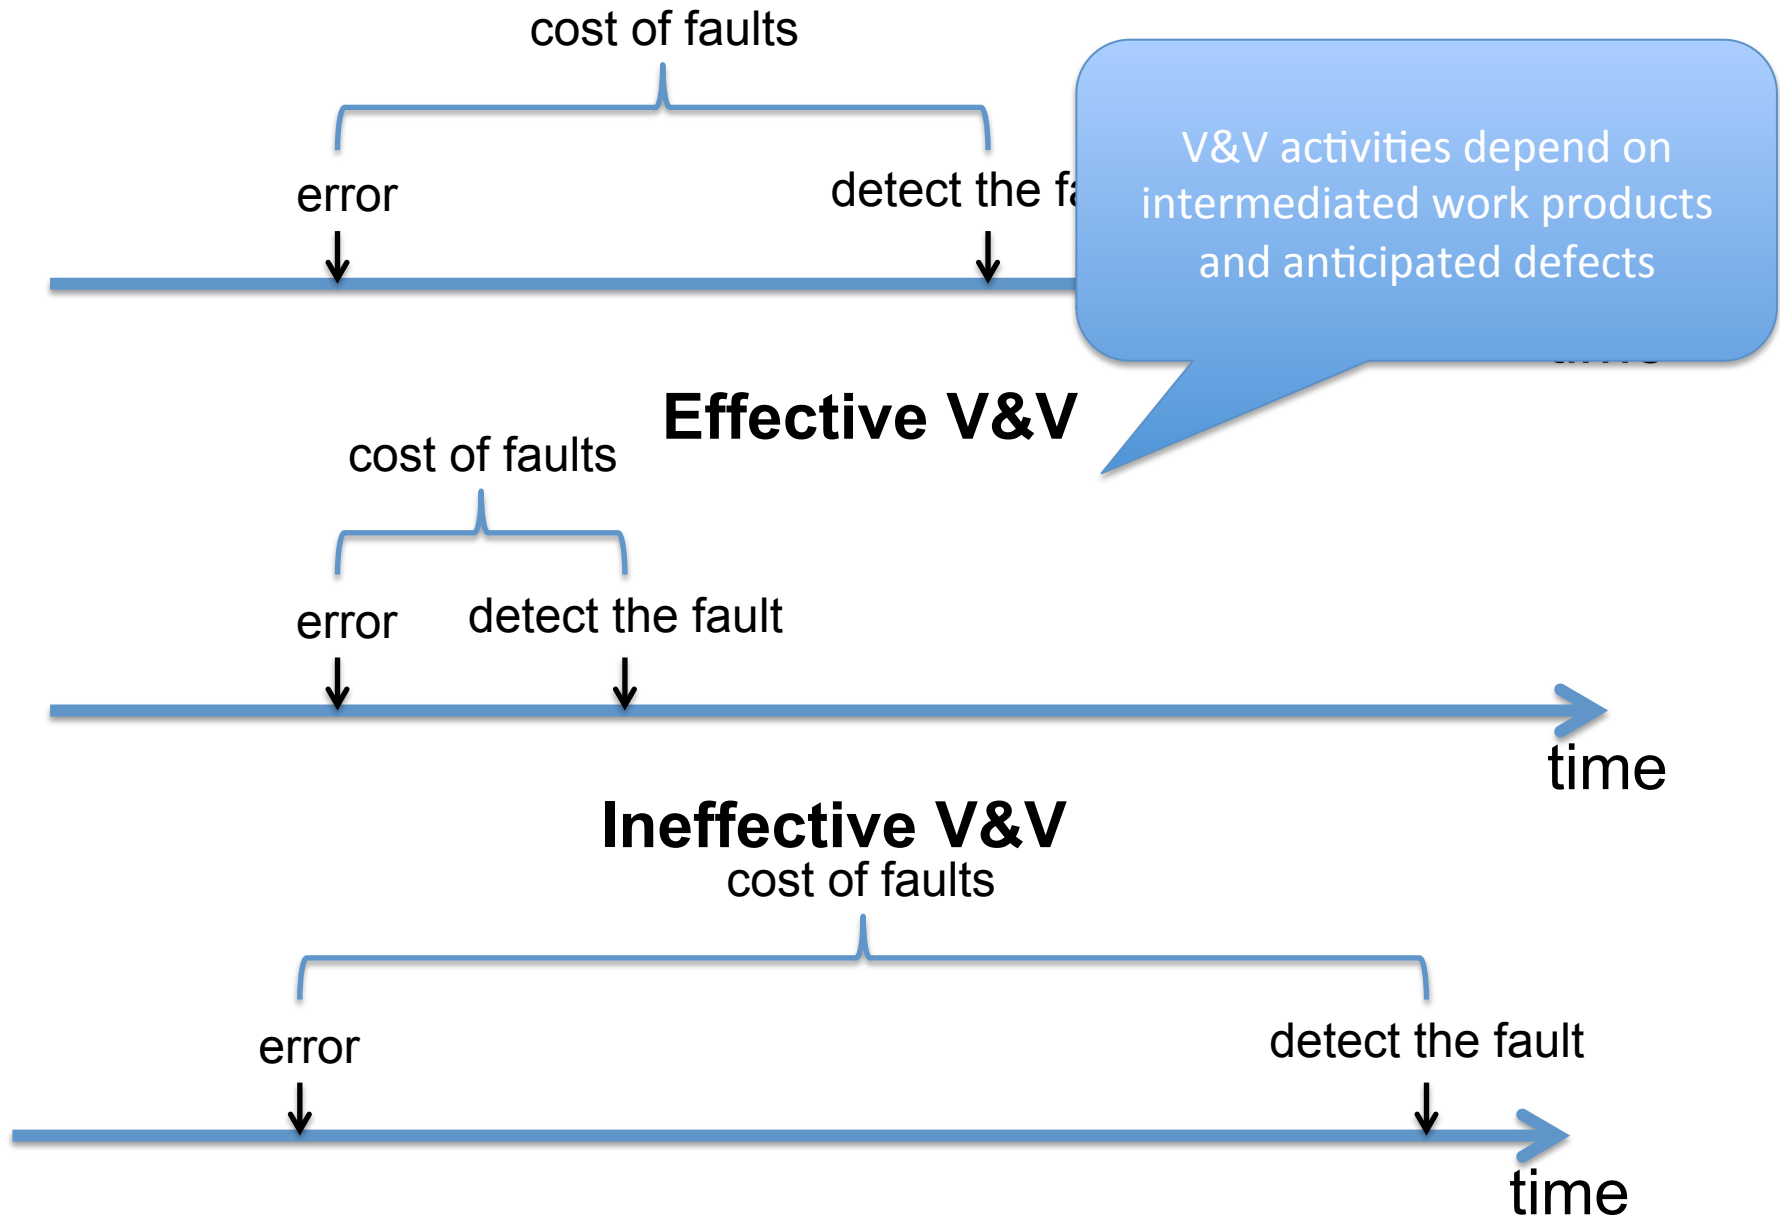 cost of faults
error
detect the
V&V activities depend on
intermediated work products
and anticipated defects
Effective V&V
cost of faults
error
detect the fault
time
Ineffective V&V
cost of faults
error
detect the fault
time